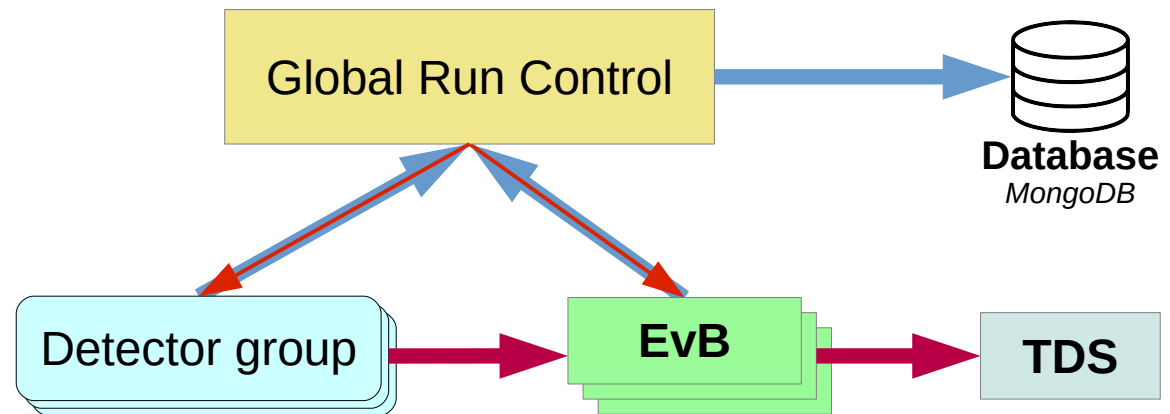 Global Run Control
Database
MongoDB
Detector group
EvB
TDS